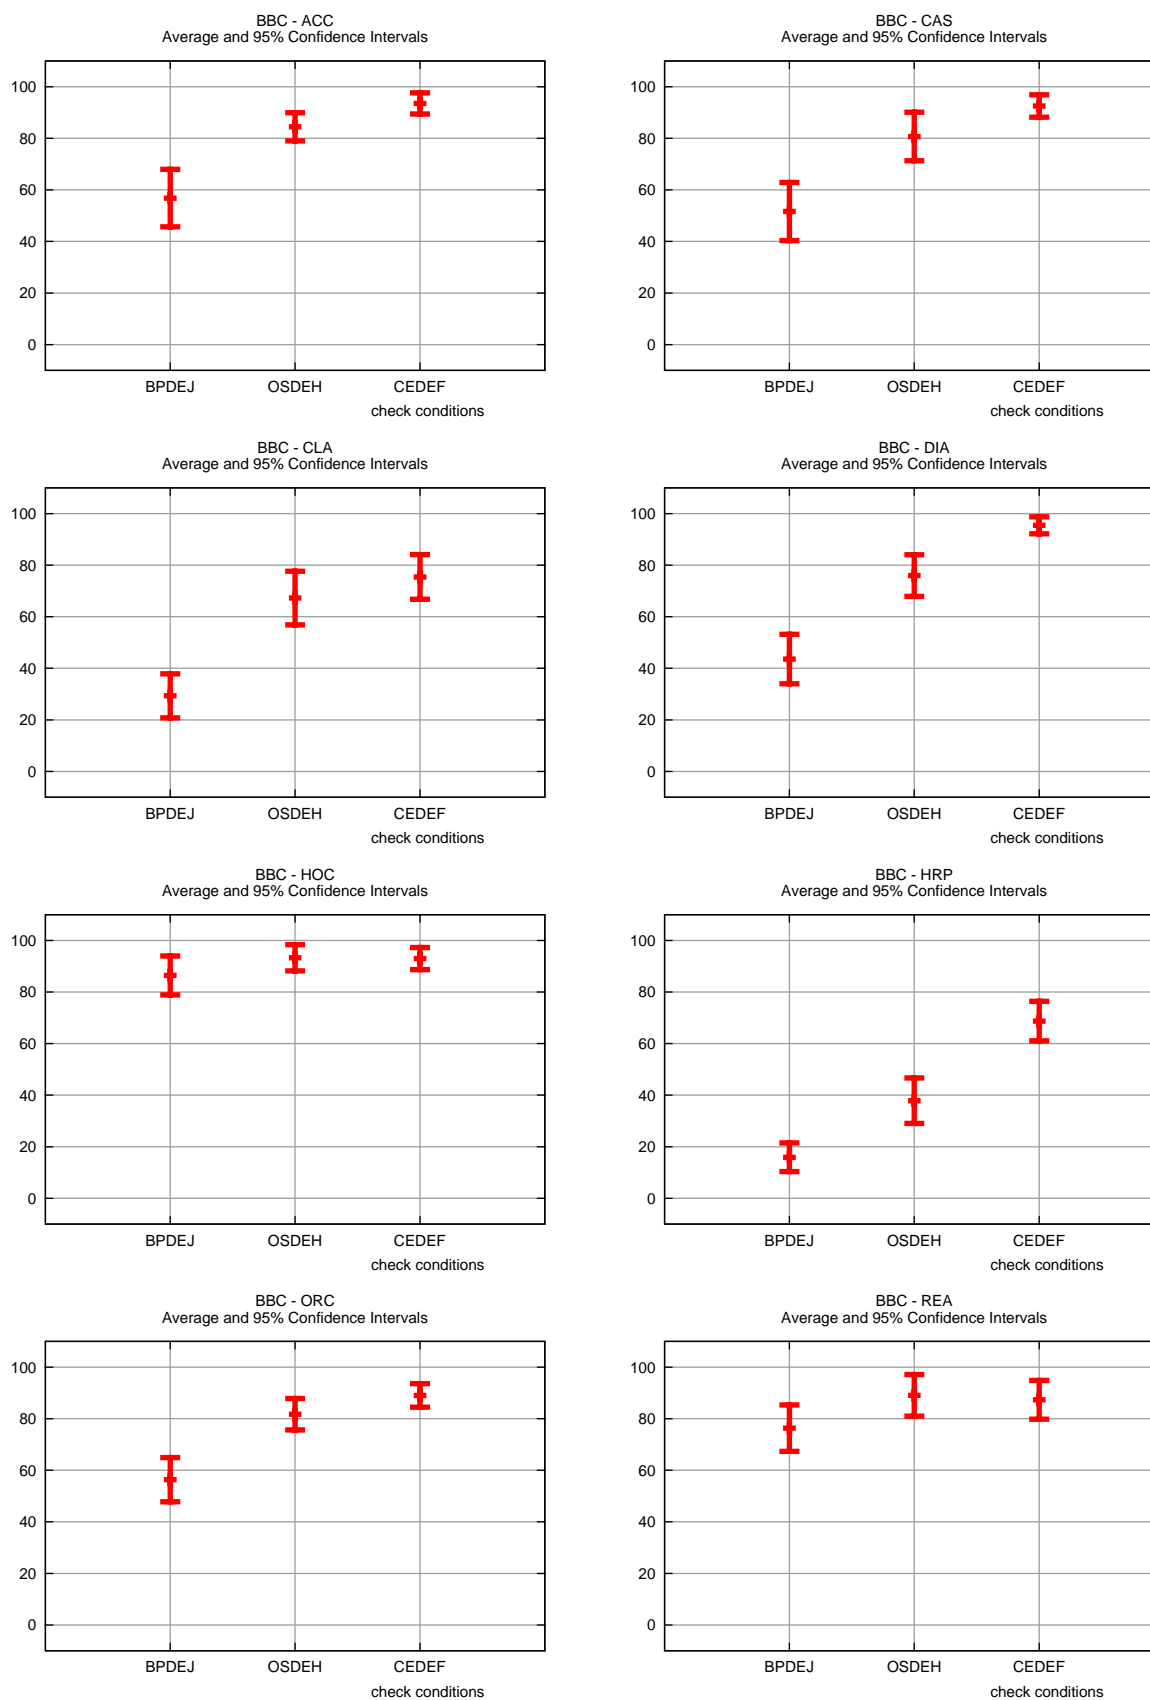 BBC - ACC
Average and 95% Confidence Intervals
100
80
60
40
20
0
BPDEJ OSDEH CEDEF
check conditions
BBC - CAS
Average and 95% Confidence Intervals
100
80
60
40
20
0
BPDEJ OSDEH CEDEF
check conditions
BBC - CLA
Average and 95% Confidence Intervals
100
80
60
40
20
0
BPDEJ OSDEH CEDEF
check conditions
BBC - DIA
Average and 95% Confidence Intervals
100
80
60
40
20
0
BPDEJ OSDEH CEDEF
check conditions
BBC - HOC
Average and 95% Confidence Intervals
100
80
60
40
20
0
BPDEJ OSDEH CEDEF
check conditions
BBC - HRP
Average and 95% Confidence Intervals
100
80
60
40
20
0
BPDEJ OSDEH CEDEF
check conditions
BBC - ORC
Average and 95% Confidence Intervals
100
80
60
40
20
0
BPDEJ OSDEH CEDEF
check conditions
BBC - REA
Average and 95% Confidence Intervals
100
80
60
40
20
0
BPDEJ OSDEH CEDEF
check conditions